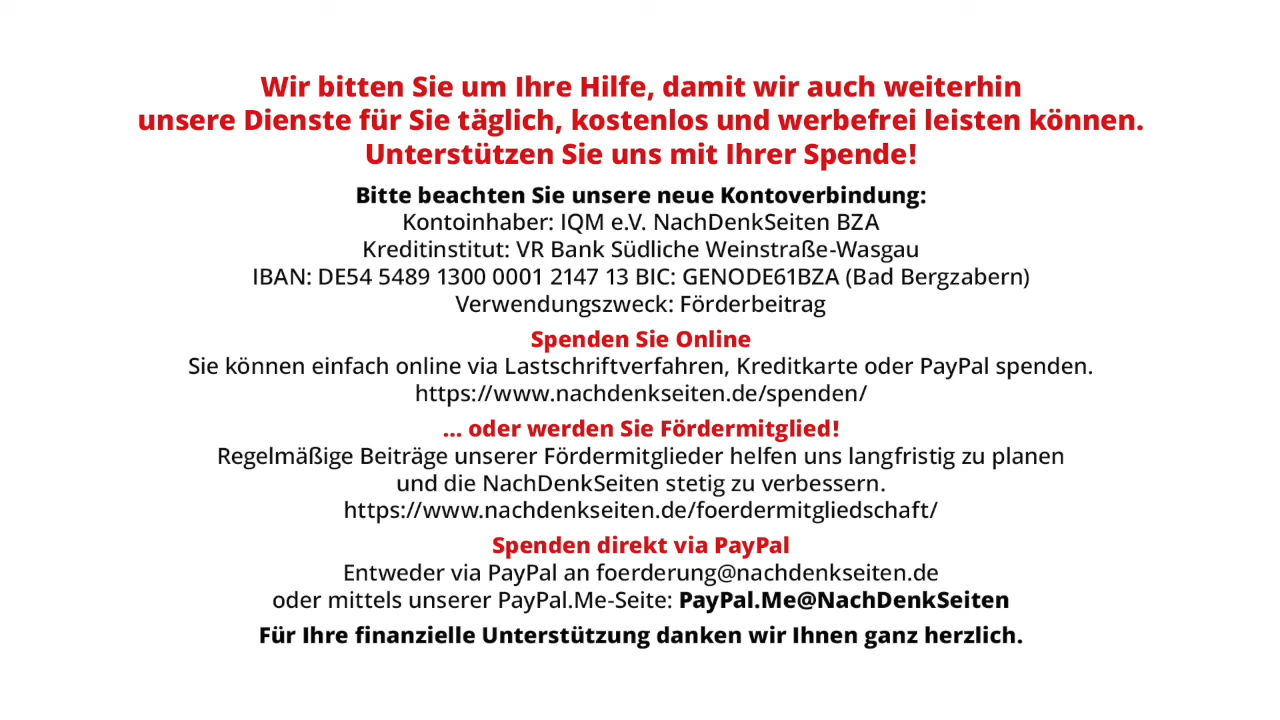 Wir bitten Sie um Ihre Hilfe, damit wir auch weiterhin
unsere Dienste für Sie täglich, kostenlos und werbefrei leisten können.
Unterstützen Sie uns mit Ihrer Spende!
Bitte beachten Sie unsere neue Kontoverbindung:
Kontoinhaber: IQM e.V. NachDenkSeiten BZA
Kreditinstitut: VR Bank Südliche Weinstraße-Wasgau
IBAN: DE54 5489 1300 0001 2147 13 BIC: GENODE61BZA (Bad Bergzabern)
Verwendungszweck: Förderbeitrag
Spenden Sie Online
Sie können einfach online via Lastschriftverfahren, Kreditkarte oder PayPal spenden.
https://www.nachdenkseiten.de/spenden/
... oder werden Sie Fördermitglied!
Regelmäßige Beiträge unserer Fördermitglieder helfen uns langfristig zu planen
und die NachDenkSeiten stetig zu verbessern.
https://www.nachdenkseiten.de/foerdermitgliedschaft/
Spenden direkt via PayPal
Entweder via PayPal an foerderung@nachdenkseiten.de
oder mittels unserer PayPal.Me-Seite: PayPal.Me@NachDenkSeiten
Für Ihre finanzielle Unterstützung danken wir Ihnen ganz herzlich.